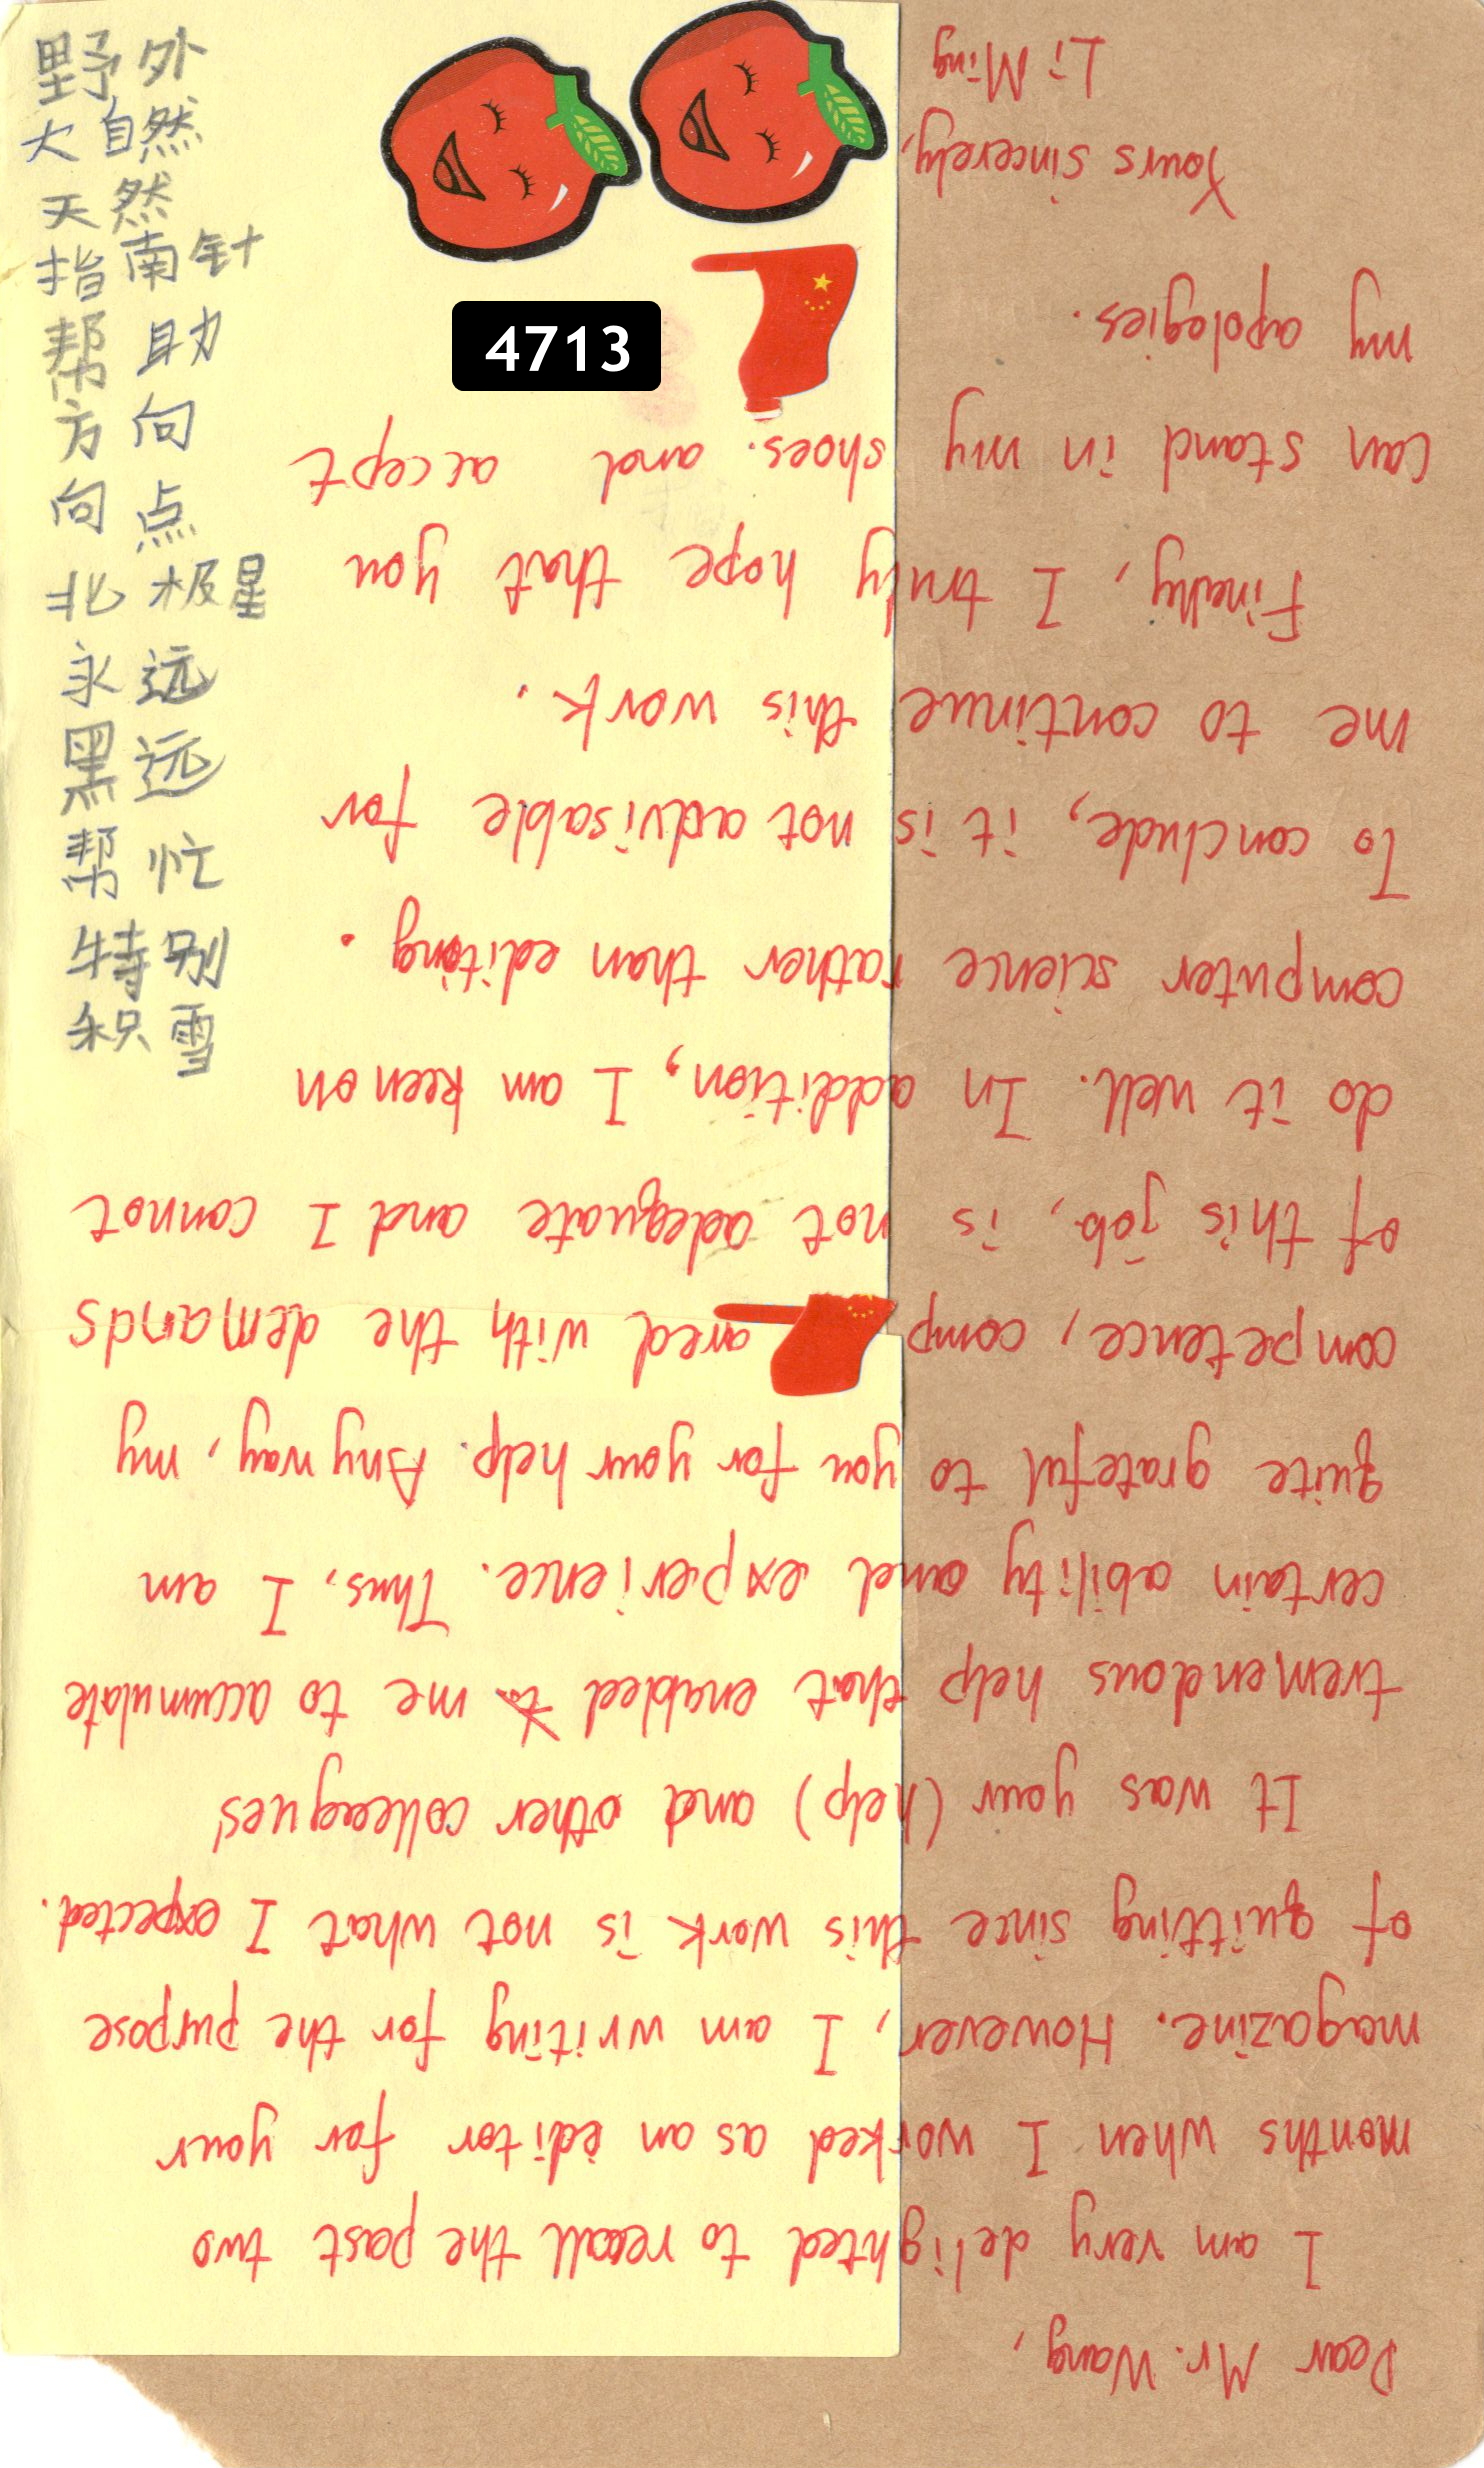 野外
大自然
天然
指南针
帮助
方向
向点
北极星
永远
黑远
帮忙
特别
积雪
4713
Dear Mr. Wang,
I am very delighted to recall the past two
months when I worked as an editor for your
magazine. However, I am writing for the purpose
of quitting since this work is not what I expected.
It was your (help) and other colleagues'
tremendous help that enabled to me to accumulate
certain ability and experience. Thus, I am
quite grateful to you for your help. Anyway, my
competence, comp ared with the demands
of this job, is not adequate and I cannot
do it well. In addition, I am keen on
computer science rather than editing.
To conclude, it is not advisable for
me to continue this work.
Finally, I truly hope that you
can stand in my shoes. and accept
my apologies.
Yours sincerely,
Li Ming